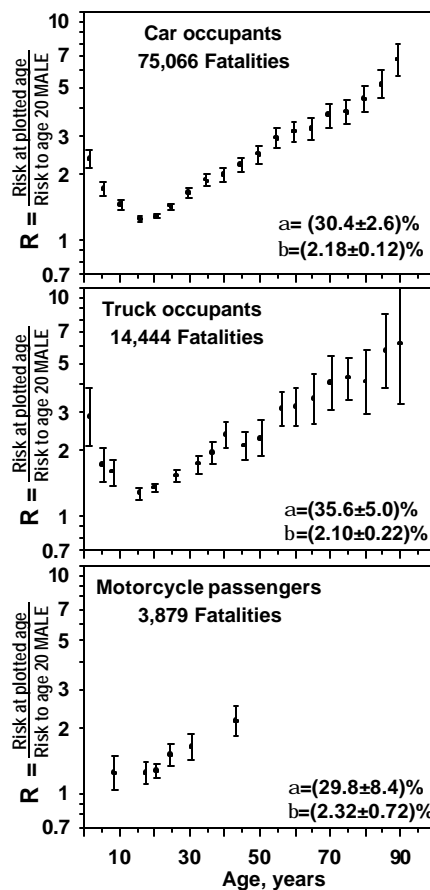 10
7
5
3
2
1
0.7
R = Risk at plotted age / Risk to age 20 MALE
Car occupants
75,066 Fatalities
a= (30.4±2.6)%
b=(2.18±0.12)%
10
7
5
3
2
1
0.7
R = Risk at plotted age / Risk to age 20 MALE
Truck occupants
14,444 Fatalities
a=(35.6±5.0)%
b=(2.10±0.22)%
10
7
5
3
2
1
0.7
R = Risk at plotted age / Risk to age 20 MALE
Motorcycle passengers
3,879 Fatalities
a=(29.8±8.4)%
b=(2.32±0.72)%
10 30 50 70 90
Age, years